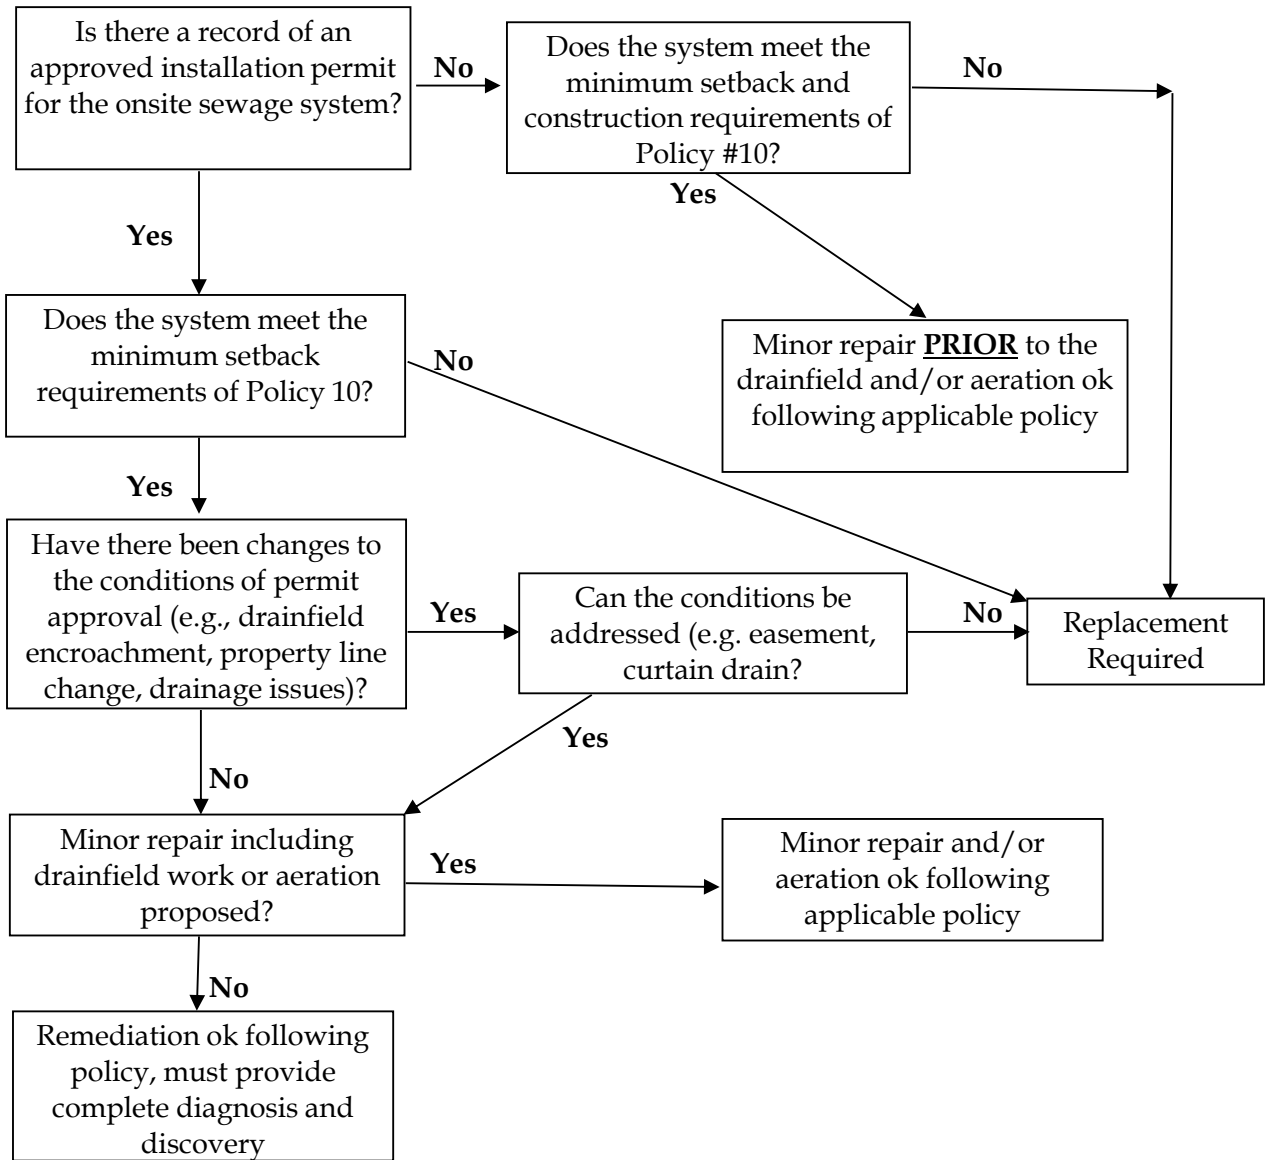 Is there a record of an
approved installation permit
for the onsite sewage system?
No
Does the system meet the
minimum setback and
construction requirements of
Policy #10?
No
Yes
Yes
Does the system meet the
minimum setback
requirements of Policy 10?
No
Minor repair PRIOR to the
drainfield and/or aeration ok
following applicable policy
Yes
Have there been changes to
the conditions of permit
approval (e.g., drainfield
encroachment, property line
change, drainage issues)?
Yes
Can the conditions be
addressed (e.g. easement,
curtain drain?
No
Replacement
Required
Yes
No
Minor repair including
drainfield work or aeration
proposed?
Yes
Minor repair and/or
aeration ok following
applicable policy
No
Remediation ok following
policy, must provide
complete diagnosis and
discovery